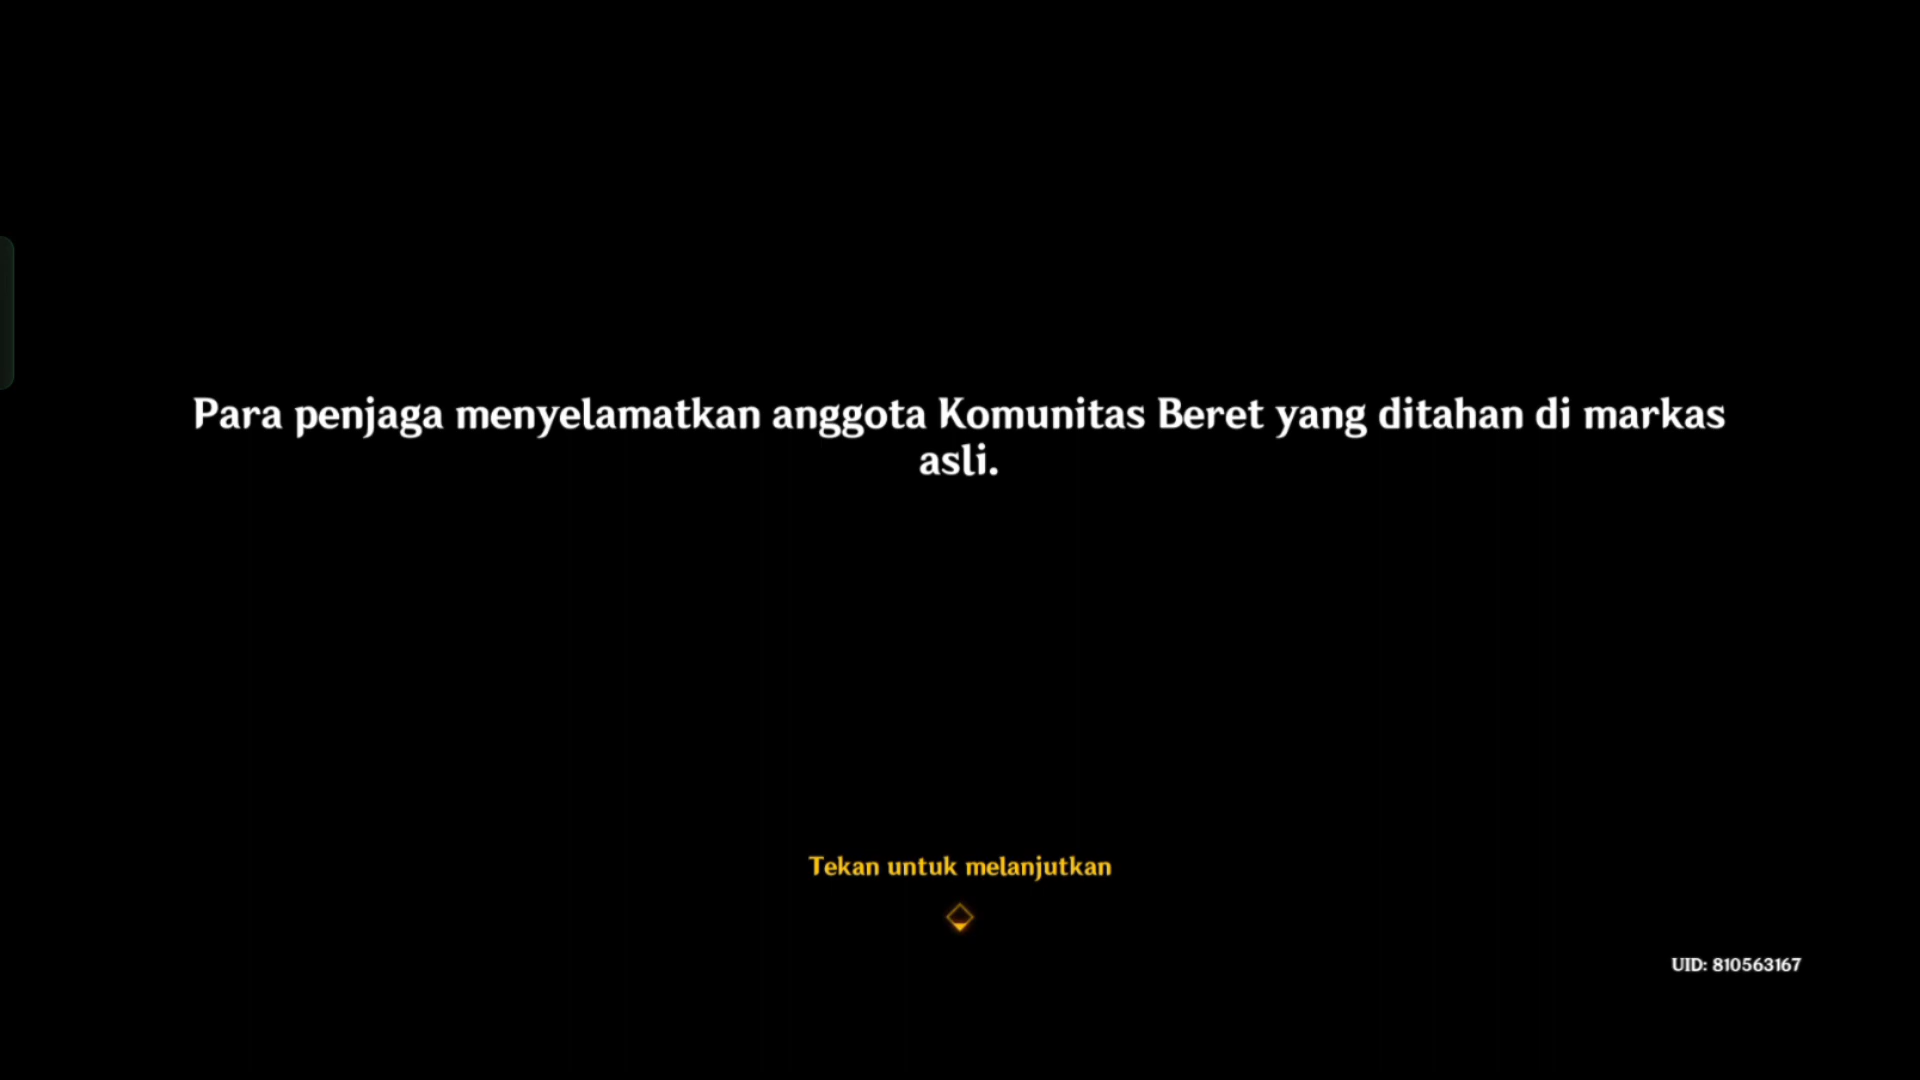 Para penjaga menyelamatkan anggota Komunitas Beret yang ditahan di markas
asli.
Tekan untuk melanjutkan
UID: 810563167